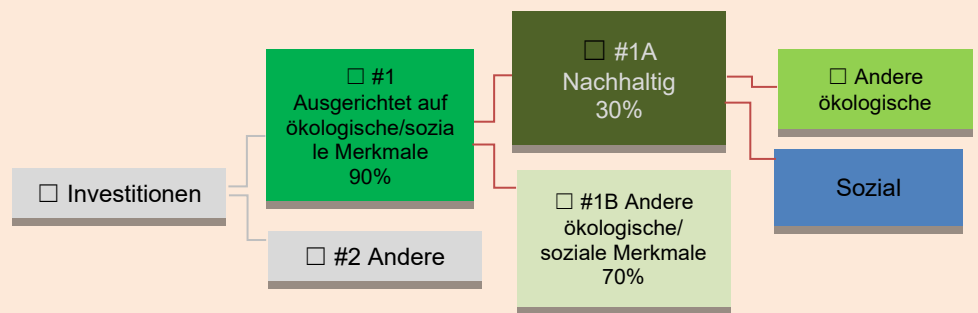 ☐ Investitionen
☐ #1
Ausgerichtet auf
ökologische/sozia
le Merkmale
90%
☐ #2 Andere
☐ #1A
Nachhaltig
30%
☐ #1B Andere
ökologische/
soziale Merkmale
70%
☐ Andere
ökologische
Sozial